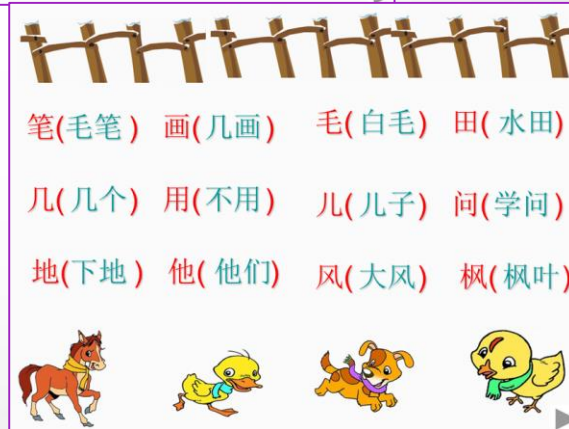 笔(毛笔) 画(几画) 毛(白毛) 田(水田)
几(几个) 用(不用) 儿(儿子) 问(学问)
地(下地) 他(他们) 风(大风) 枫(枫叶)